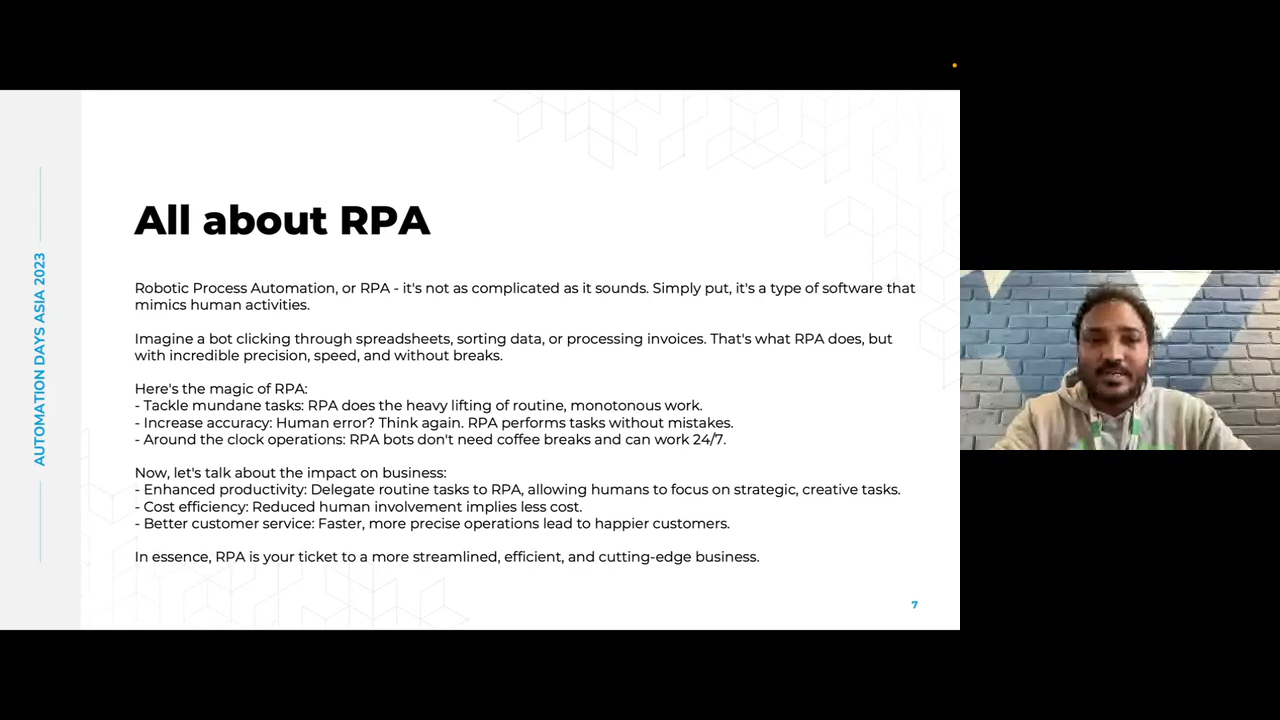 AUTOMATION DAYS ASIA 2023
All about RPA
Robotic Process Automation, or RPA - it's not as complicated as it sounds. Simply put, it's a type of software that
mimics human activities.
Imagine a bot clicking through spreadsheets, sorting data, or processing invoices. That's what RPA does, but
with incredible precision, speed, and without breaks.
Here's the magic of RPA:
- Tackle mundane tasks: RPA does the heavy lifting of routine, monotonous work.
- Increase accuracy: Human error? Think again. RPA performs tasks without mistakes.
- Around the clock operations: RPA bots don't need coffee breaks and can work 24/7.
Now, let's talk about the impact on business:
- Enhanced productivity: Delegate routine tasks to RPA, allowing humans to focus on strategic, creative tasks.
- Cost efficiency: Reduced human involvement implies less cost.
- Better customer service: Faster, more precise operations lead to happier customers.
In essence, RPA is your ticket to a more streamlined, efficient, and cutting-edge business.
7